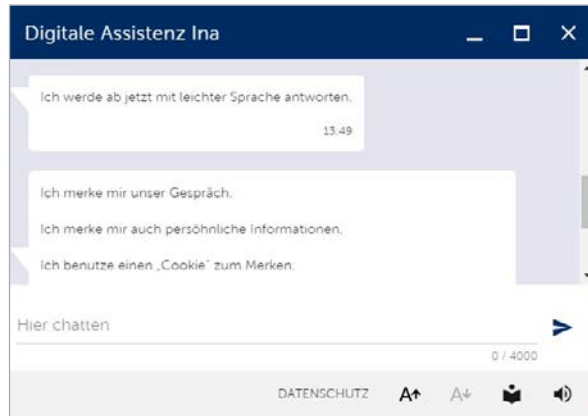 Digitale Assistenz Ina
Ich werde ab jetzt mit leichter Sprache antworten.
13:49
Ich merke mir unser Gespräch.
Ich merke mir auch persöhnliche Informationen.
Ich benutze einen „Cookie“ zum Merken.
Hier chatten
0 / 4000
DATENSCHUTZ A A